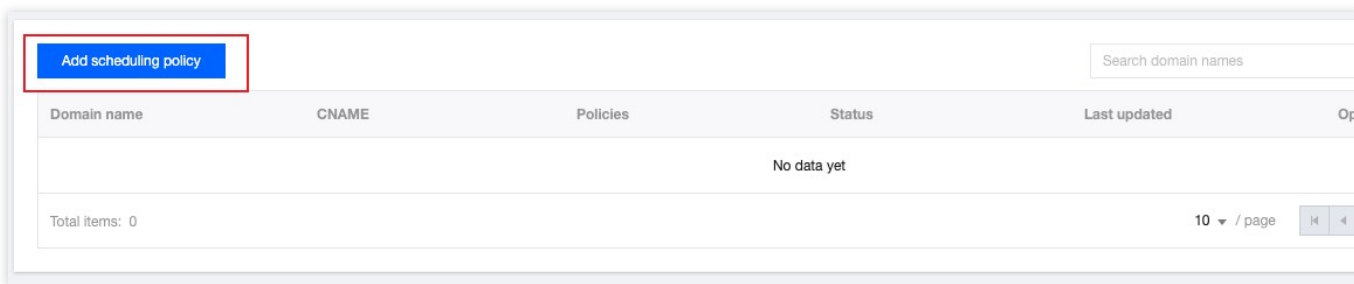 Add scheduling policy
Search domain names
Domain name CNAME Policies Status Last updated Op
No data yet
Total items: 0 10 / page